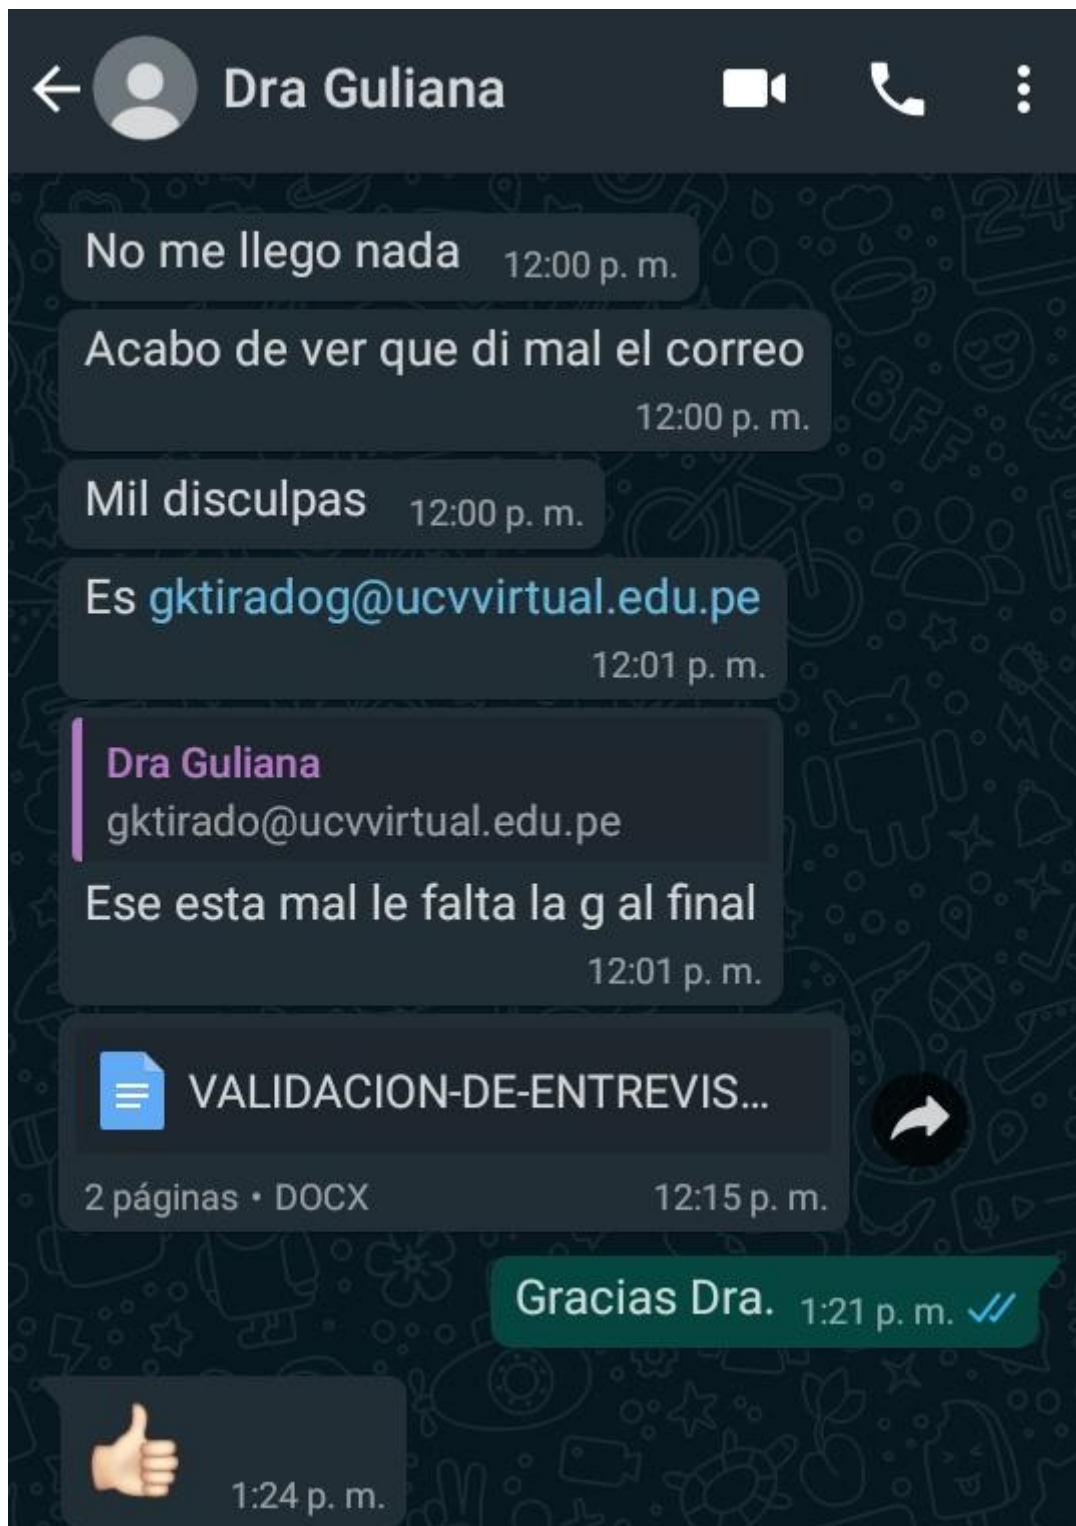 Dra Guliana
No me llego nada 12:00 p. m.
Acabo de ver que di mal el correo
12:00 p. m.
Mil disculpas 12:00 p. m.
Es gktiradog@ucvvirtual.edu.pe
12:01 p. m.
Dra Guliana
gktirado@ucvvirtual.edu.pe
Ese esta mal le falta la g al final
12:01 p. m.
VALIDACION-DE-ENTREVIS...
2 páginas • DOCX 12:15 p. m.
Gracias Dra. 1:21 p. m.
1:24 p. m.